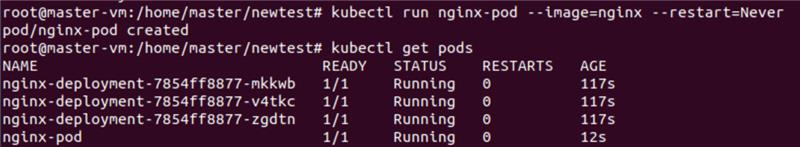 root@master-vm:/home/master/newtest# kubectl run nginx-pod --image=nginx --restart=Never
pod/nginx-pod created
root@master-vm:/home/master/newtest# kubectl get pods
NAME READY STATUS RESTARTS AGE
nginx-deployment-7854ff8877-mkkwb 1/1 Running 0 117s
nginx-deployment-7854ff8877-v4tkc 1/1 Running 0 117s
nginx-deployment-7854ff8877-zgdtn 1/1 Running 0 117s
nginx-pod 1/1 Running 0 12s